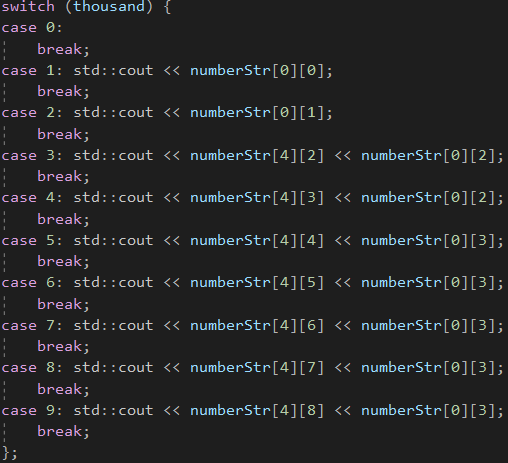 switch (thousand) {
case 0:
    break;
case 1: std::cout << numberStr[0][0];
    break;
case 2: std::cout << numberStr[0][1];
    break;
case 3: std::cout << numberStr[4][2] << numberStr[0][2];
    break;
case 4: std::cout << numberStr[4][3] << numberStr[0][2];
    break;
case 5: std::cout << numberStr[4][4] << numberStr[0][3];
    break;
case 6: std::cout << numberStr[4][5] << numberStr[0][3];
    break;
case 7: std::cout << numberStr[4][6] << numberStr[0][3];
    break;
case 8: std::cout << numberStr[4][7] << numberStr[0][3];
    break;
case 9: std::cout << numberStr[4][8] << numberStr[0][3];
    break;
};